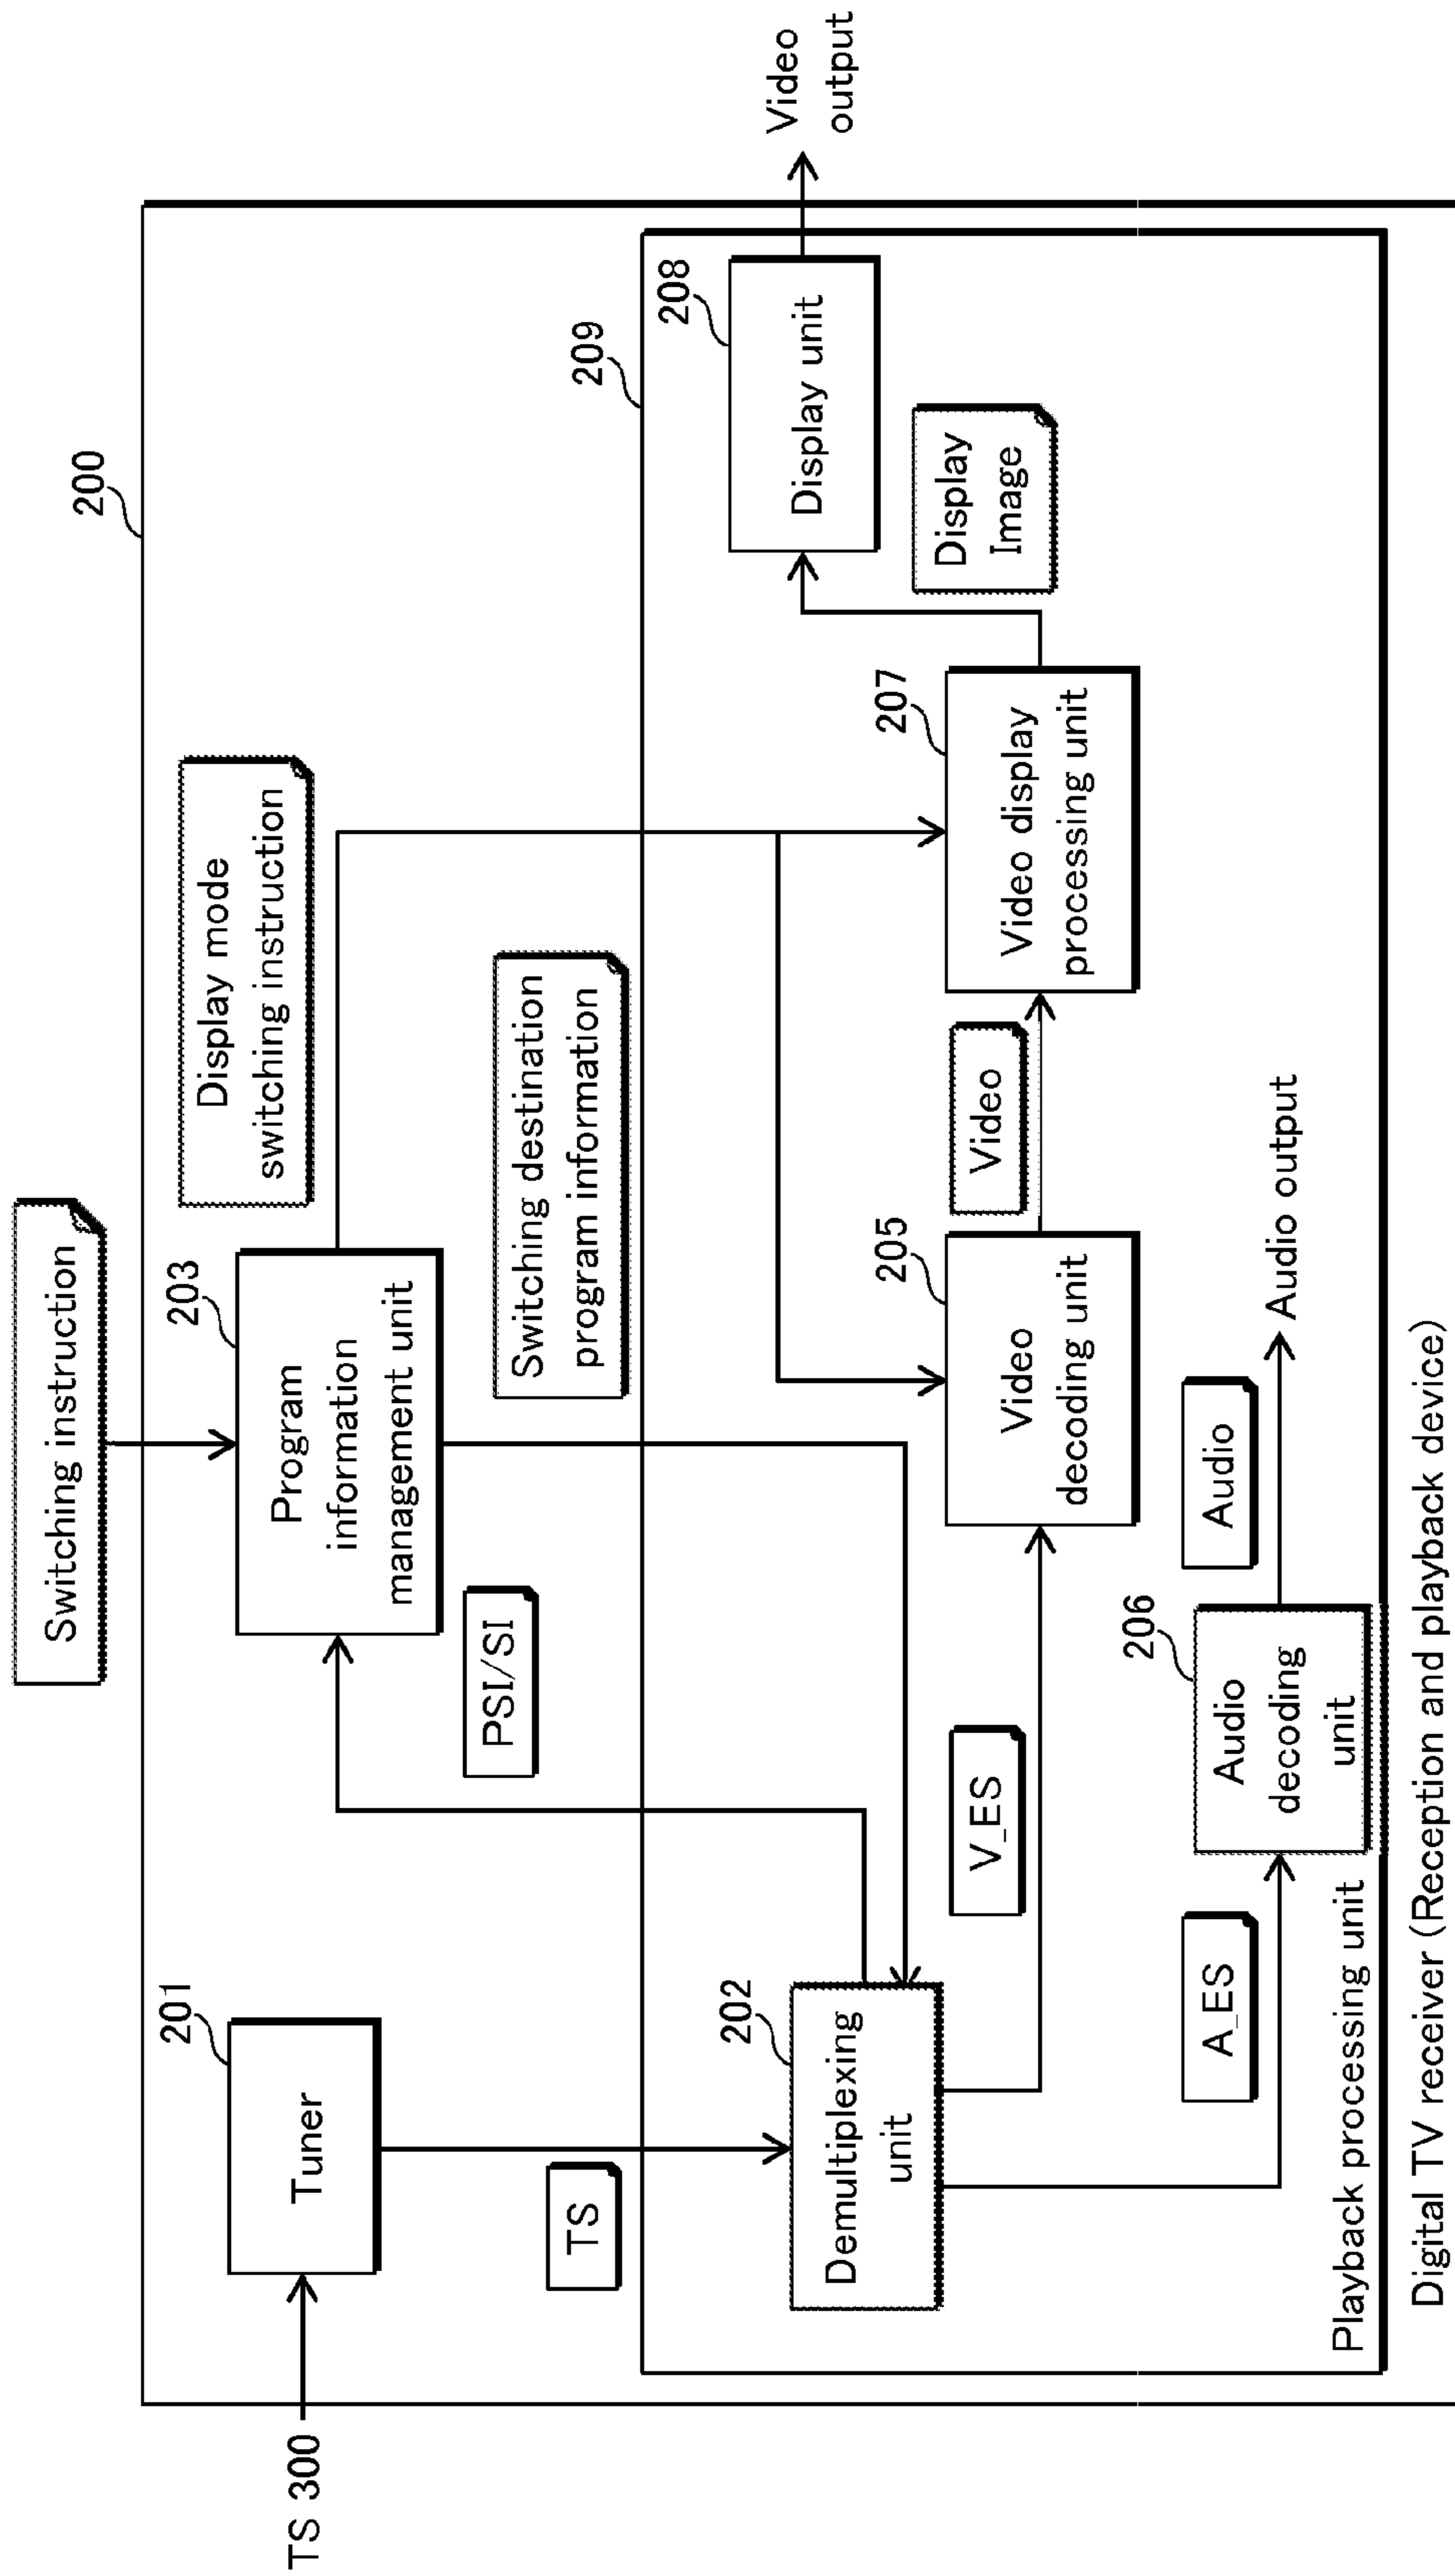 Switching instruction
200
Display mode
switching instruction
203
Program
information
management unit
201
Tuner
TS 300
PSI/SI
TS
Switching destination
program information
209
208
Display unit
Video
output
Display
Image
202
Demultiplexing
unit
V_ES
205
Video
decoding unit
Video
207
Video display
processing unit
A_ES
206
Audio
decoding
unit
Audio
Audio output
Playback processing unit
Digital TV receiver (Reception and playback device)